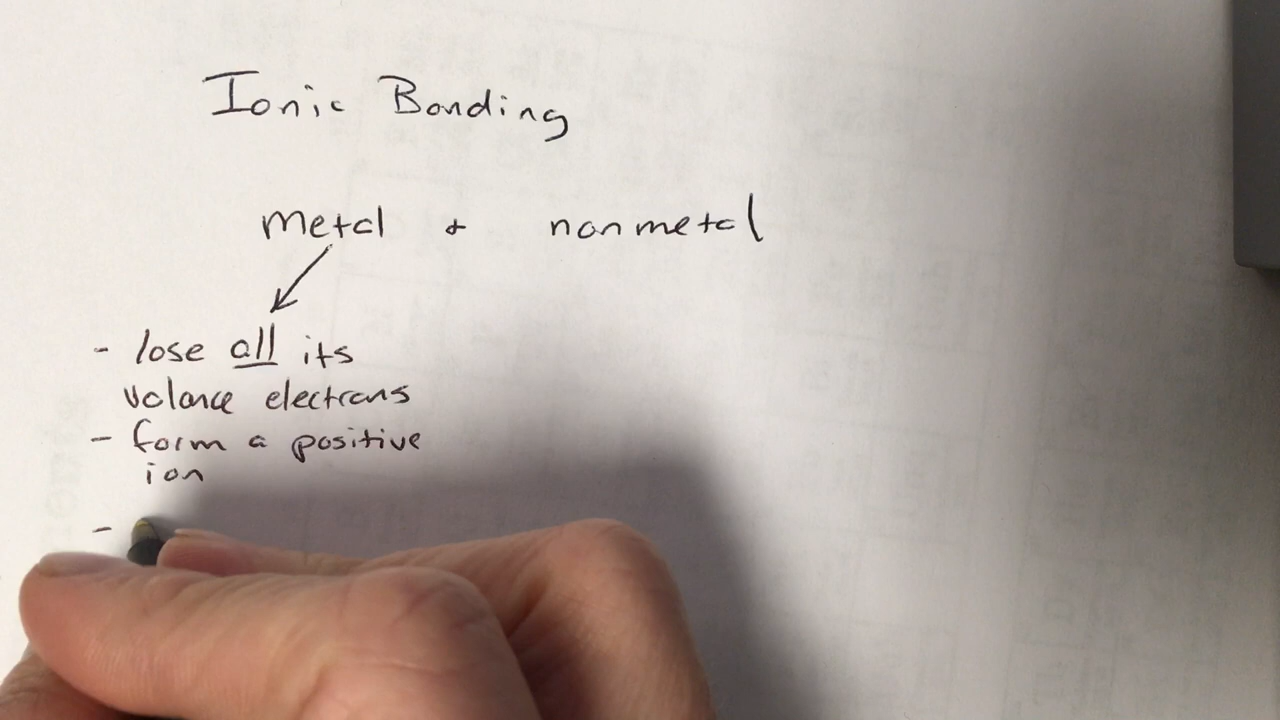 Ionic Bonding
metal + nonmetal
- lose all its
valance electrons
- form a positive
ion
-